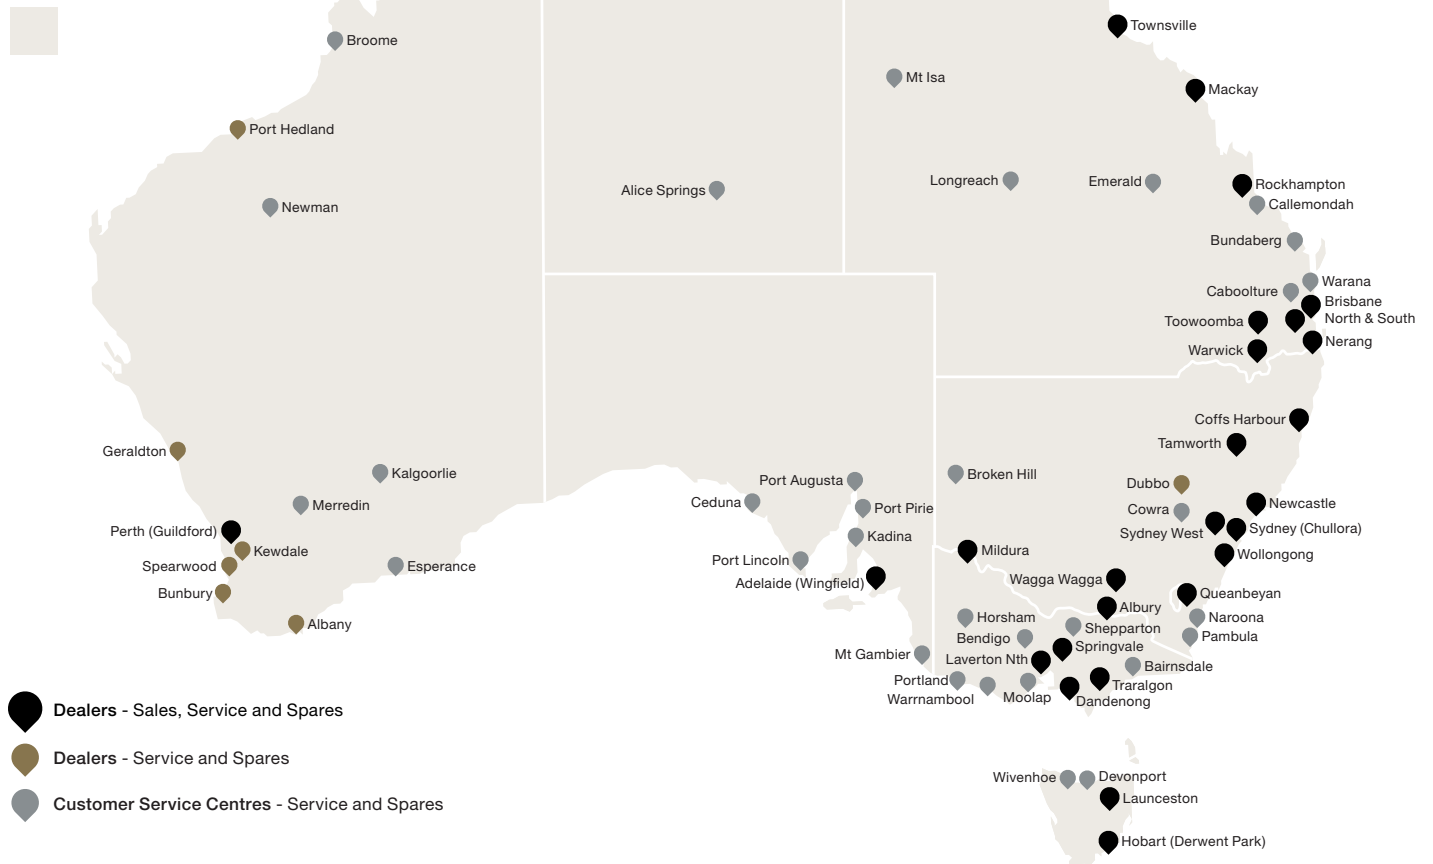 Townsville
Broome
Mt Isa
Mackay
Port Hedland
Alice Springs
Longreach
Emerald
Rockhampton
Callemondah
Newman
Bundaberg
Warana
Caboolture
Brisbane
North & South
Toowoomba
Nerang
Warwick
Coffs Harbour
Tamworth
Geraldton
Kalgoorlie
Merredin
Perth (Guildford)
Kewdale
Spearwood
Esperance
Bunbury
Albany
Port Augusta
Ceduna
Port Pirie
Kadina
Port Lincoln
Adelaide (Wingfield)
Broken Hill
Dubbo
Cowra
Newcastle
Sydney West
Sydney (Chullora)
Wollongong
Mildura
Wagga Wagga
Queanbeyan
Albury
Naroona
Horsham
Shepparton
Pambula
Bendigo
Springvale
Mt Gambier
Laverton Nth
Bairnsdale
Portland
Traralgon
Warrnambool
Moolap
Dandenong
Dealers - Sales, Service and Spares
Dealers - Service and Spares
Customer Service Centres - Service and Spares
Wivenhoe
Devonport
Launceston
Hobart (Derwent Park)